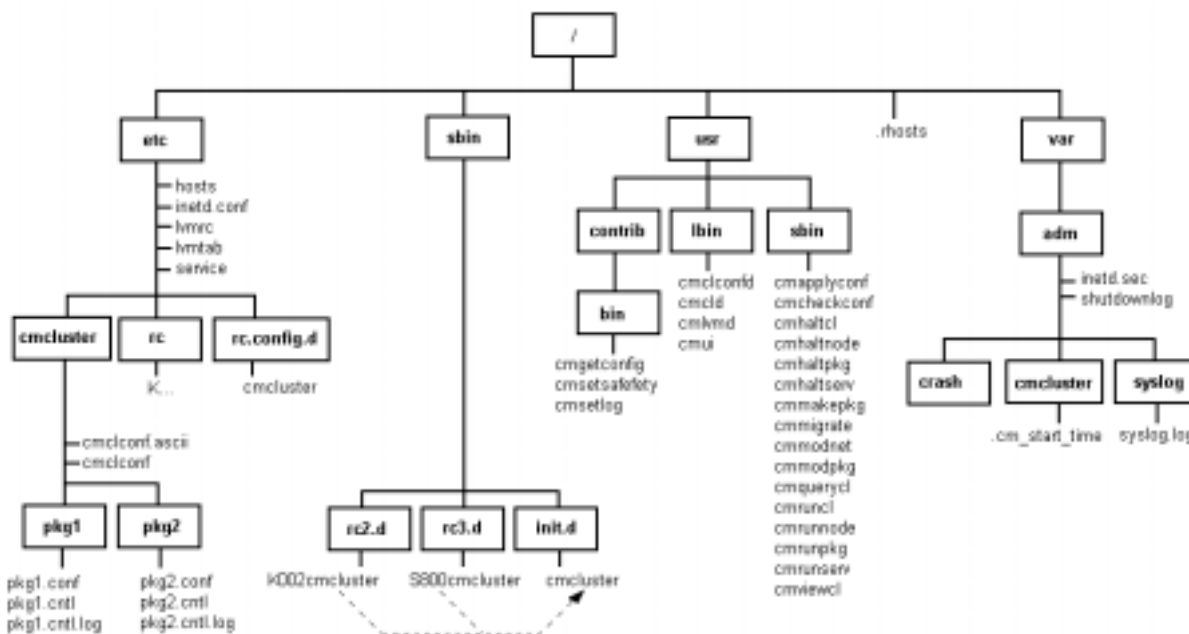 /
etc
sbin
usr
.rhosts
var
hosts
inetd.conf
lvmrc
lvmtab
service
contrib
lbin
sbin
adm
cmclconfd
cmcld
cmlvmd
cmui
cmapplyconf
cmcheckconf
cmhaltcl
cmhaltnode
cmhaltpkg
cmhaltserv
cmmakepkg
cmmigrate
cmmodnet
cmmodpkg
cmquerycl
cmruncl
cmrunnode
cmrunpkg
cmrunserv
cmviewcl
inetd.sec
shutdownlog
bin
cmgetconfig
cmsetsafefety
cmsetlog
cmcluster
rc
rc.config.d
K...
cmcluster
crash
cmcluster
syslog
.cm_start_time
syslog.log
cmclconf.ascii
cmclconf
pkg1
pkg2
pkg1.conf
pkg1.cntl
pkg1.cntl.log
pkg2.conf
pkg2.cntl
pkg2.cntl.log
rc2.d
rc3.d
init.d
K002cmcluster
S800cmcluster
cmcluster